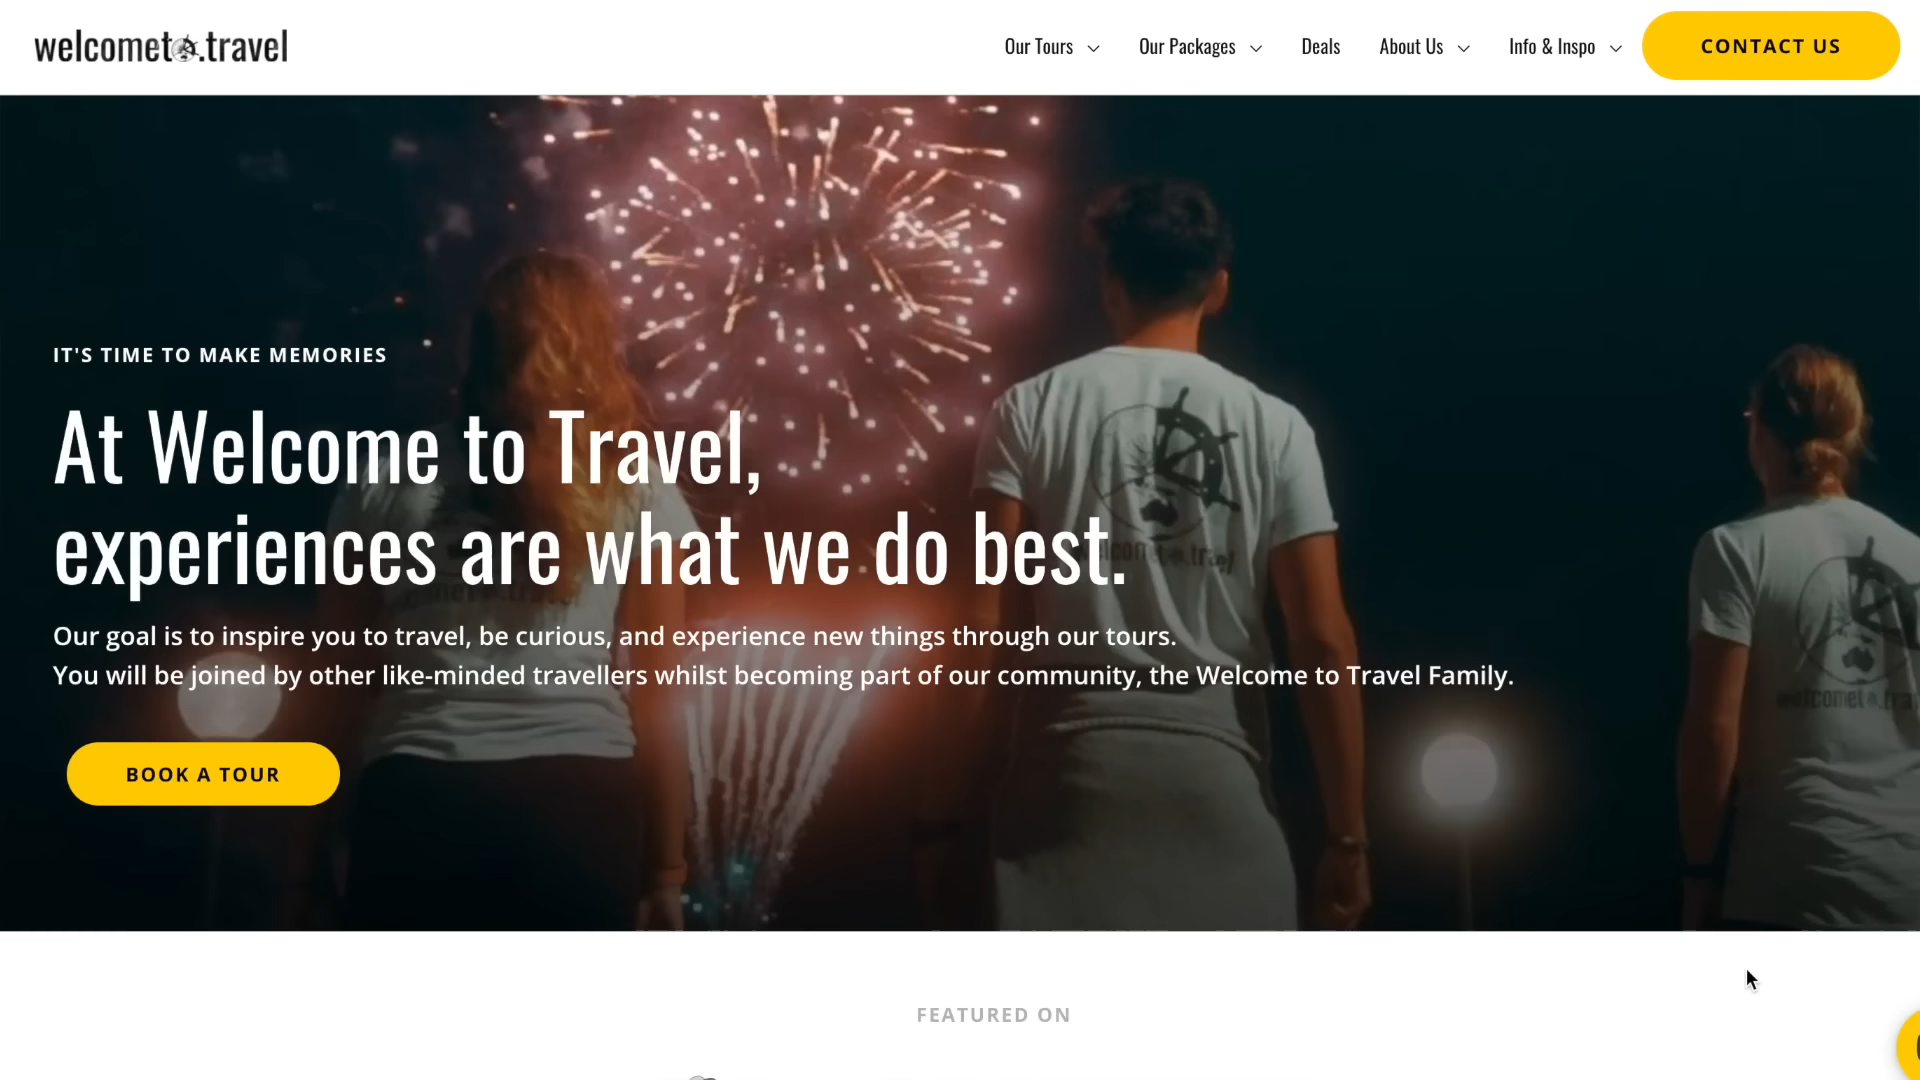 welcometo.travel
Our Tours
Our Packages
Deals
About Us
Info & Inspo
CONTACT US
IT'S TIME TO MAKE MEMORIES
At Welcome to Travel,
experiences are what we do best.
Our goal is to inspire you to travel, be curious, and experience new things through our tours.
You will be joined by other like-minded travellers whilst becoming part of our community, the Welcome to Travel Family.
BOOK A TOUR
FEATURED ON